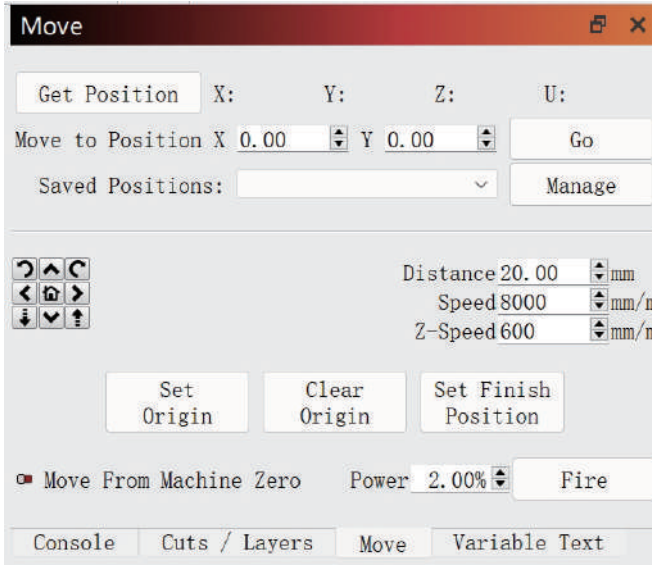 Move
Get Position X: Y: Z: U:
Move to Position X 0.00 Y 0.00 Go
Saved Positions: Manage
Distance 20.00 mm
Speed 8000 mm/m
Z-Speed 600 mm/m
Set Origin Clear Origin Set Finish Position
Move From Machine Zero Power 2.00% Fire
Console Cuts / Layers Move Variable Text